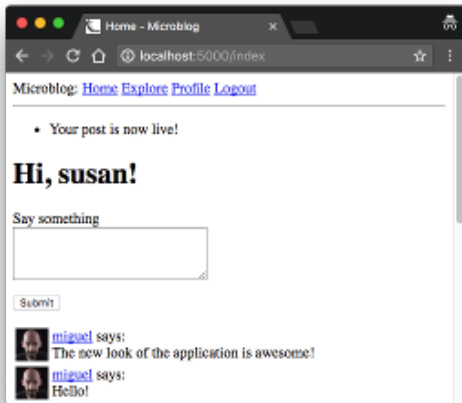 Home - Microblog
localhost:5000/index
Microblog: Home Explore Profile Logout
Your post is now live!
Hi, susan!
Say something
Submit
miguel says:
The new look of the application is awesome!
miguel says:
Hello!